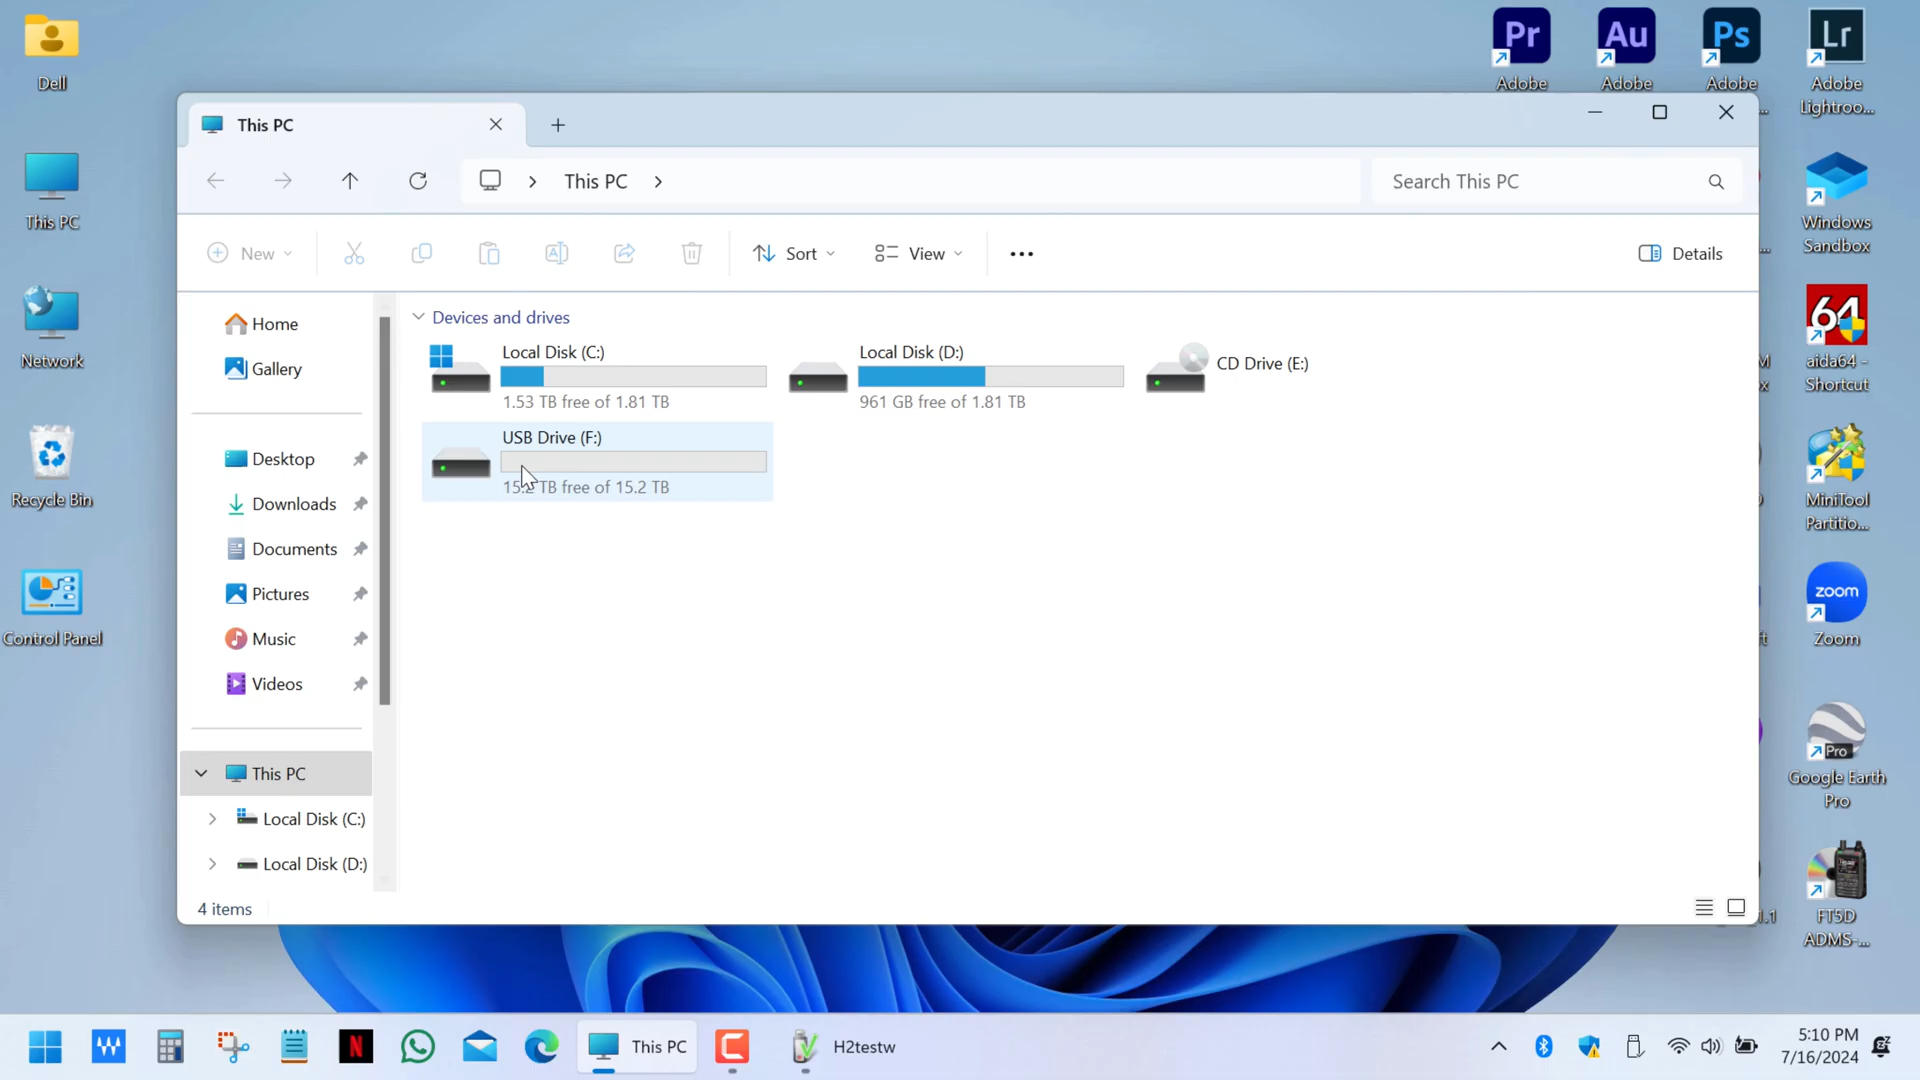 Dell
This PC
Network
Recycle Bin
Control Panel
Pr
Adobe
Au
Adobe
Ps
Adobe
Lr
Adobe
Lightroo...
Windows
Sandbox
64
aida64 -
Shortcut
MiniTool
Partitio...
zoom
Zoom
Pro
Google Earth
Pro
FT5D
ADMS-...
This PC
This PC
Search This PC
New
Sort
View
Details
Home
Gallery
Desktop
Downloads
Documents
Pictures
Music
Videos
This PC
Local Disk (C:)
Local Disk (D:)
Devices and drives
Local Disk (C:)
1.53 TB free of 1.81 TB
Local Disk (D:)
961 GB free of 1.81 TB
CD Drive (E:)
USB Drive (F:)
15.2 TB free of 15.2 TB
4 items
This PC
H2testw
5:10 PM
7/16/2024